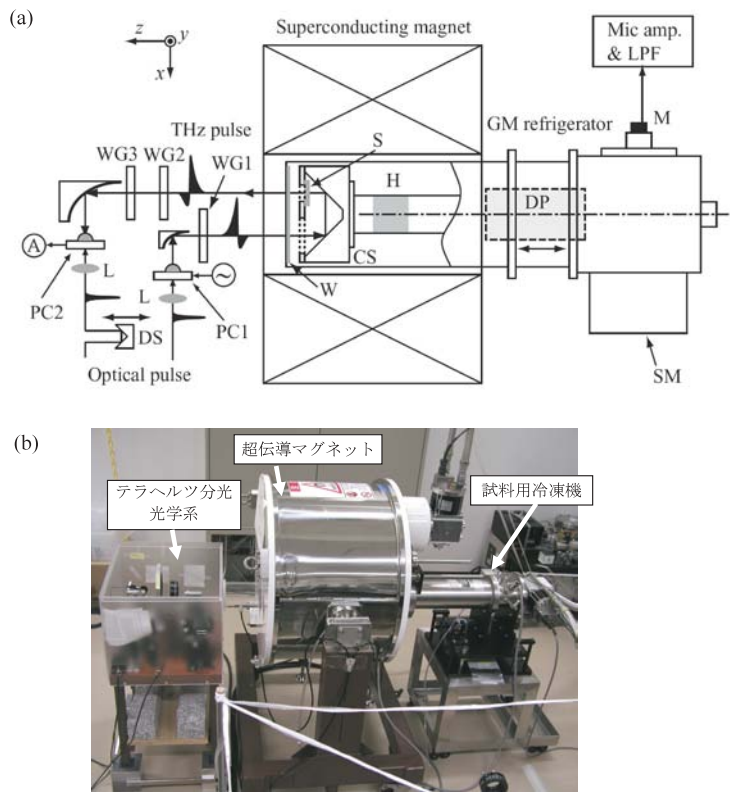 (a)
z
y
x
Superconducting magnet
Mic amp.
& LPF
M
GM refrigerator
THz pulse
S
WG3
WG2
WG1
H
DP
A
L
CS
W
PC2
L
PC1
DS
SM
Optical pulse
(b)
超伝導マグネット
テラヘルツ分光
光学系
試料用冷凍機